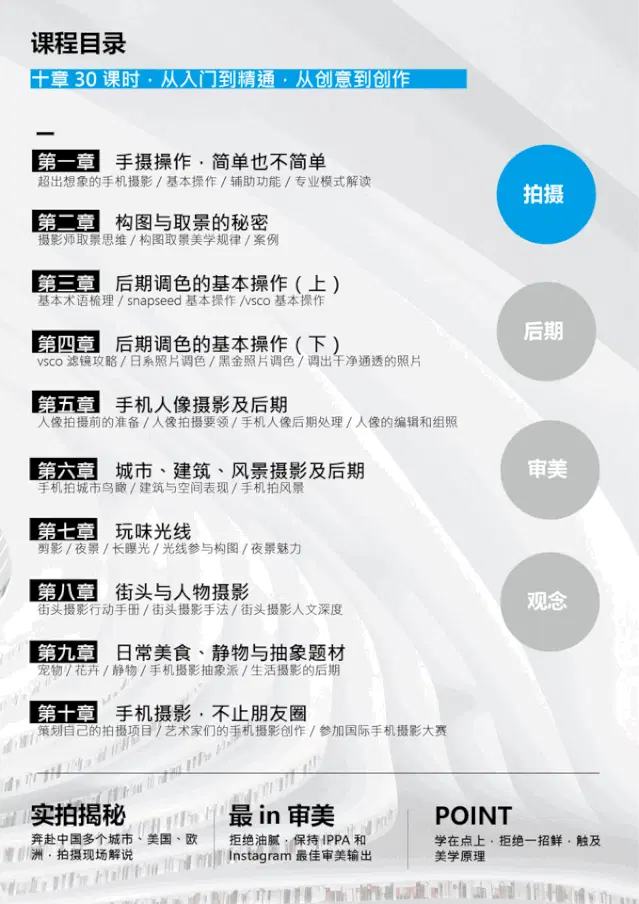 课程目录
十章 30 课时，从入门到精通，从创意到创作
第一章 手摄操作，简单也不简单
超出想象的手机摄影 / 基本操作 / 辅助功能 / 专业模式解读
拍摄
第二章 构图与取景的秘密
摄影师取景思维 / 构图取景美学规律 / 案例
第三章 后期调色的基本操作（上）
基本术语梳理 / snapseed 基本操作 /vsco 基本操作
后期
第四章 后期调色的基本操作（下）
vsco 滤镜攻略 / 日系照片调色 / 黑金照片调色 / 调出干净通透的照片
第五章 手机人像摄影及后期
人像拍摄前的准备 / 人像拍摄要领 / 手机人像后期处理 / 人像的编辑和组照
审美
第六章 城市、建筑、风景摄影及后期
手机拍城市鸟瞰 / 建筑与空间表现 / 手机拍风景
第七章 玩味光线
剪影 / 夜景 / 长曝光 / 光线参与构图 / 夜景魅力
第八章 街头与人物摄影
街头摄影行动手册 / 街头摄影手法 / 街头摄影人文深度
观念
第九章 日常美食、静物与抽象题材
宠物 / 花卉 / 静物 / 手机摄影抽象派 / 生活摄影的后期
第十章 手机摄影，不止朋友圈
策划自己的拍摄项目 / 艺术家们的手机摄影创作 / 参加国际手机摄影大赛
实拍揭秘
奔赴中国多个城市、美国、欧
洲，拍摄现场解说
最 in 审美
拒绝油腻，保持 IPPA 和
Instagram 最佳审美输出
POINT
学在点上，拒绝一招鲜，触及
美学原理